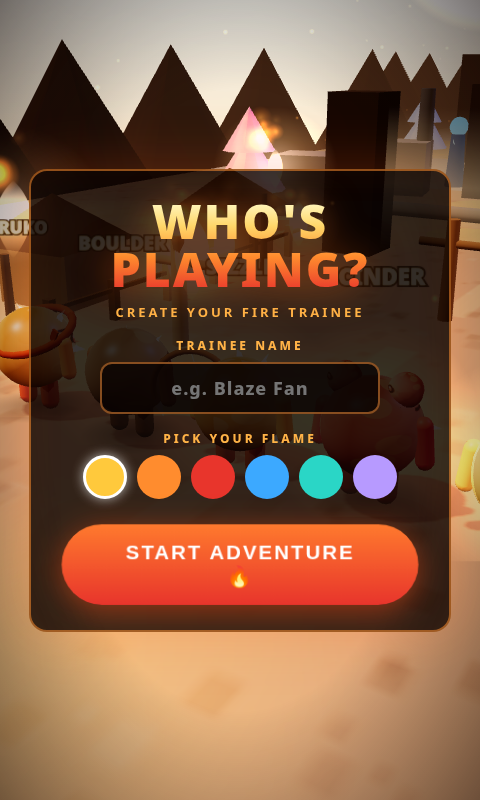 WHO'S
PLAYING?
CREATE YOUR FIRE TRAINEE
TRAINEE NAME
e.g. Blaze Fan
PICK YOUR FLAME
START ADVENTURE
🔥
RUKO
BOULDER
CINDER